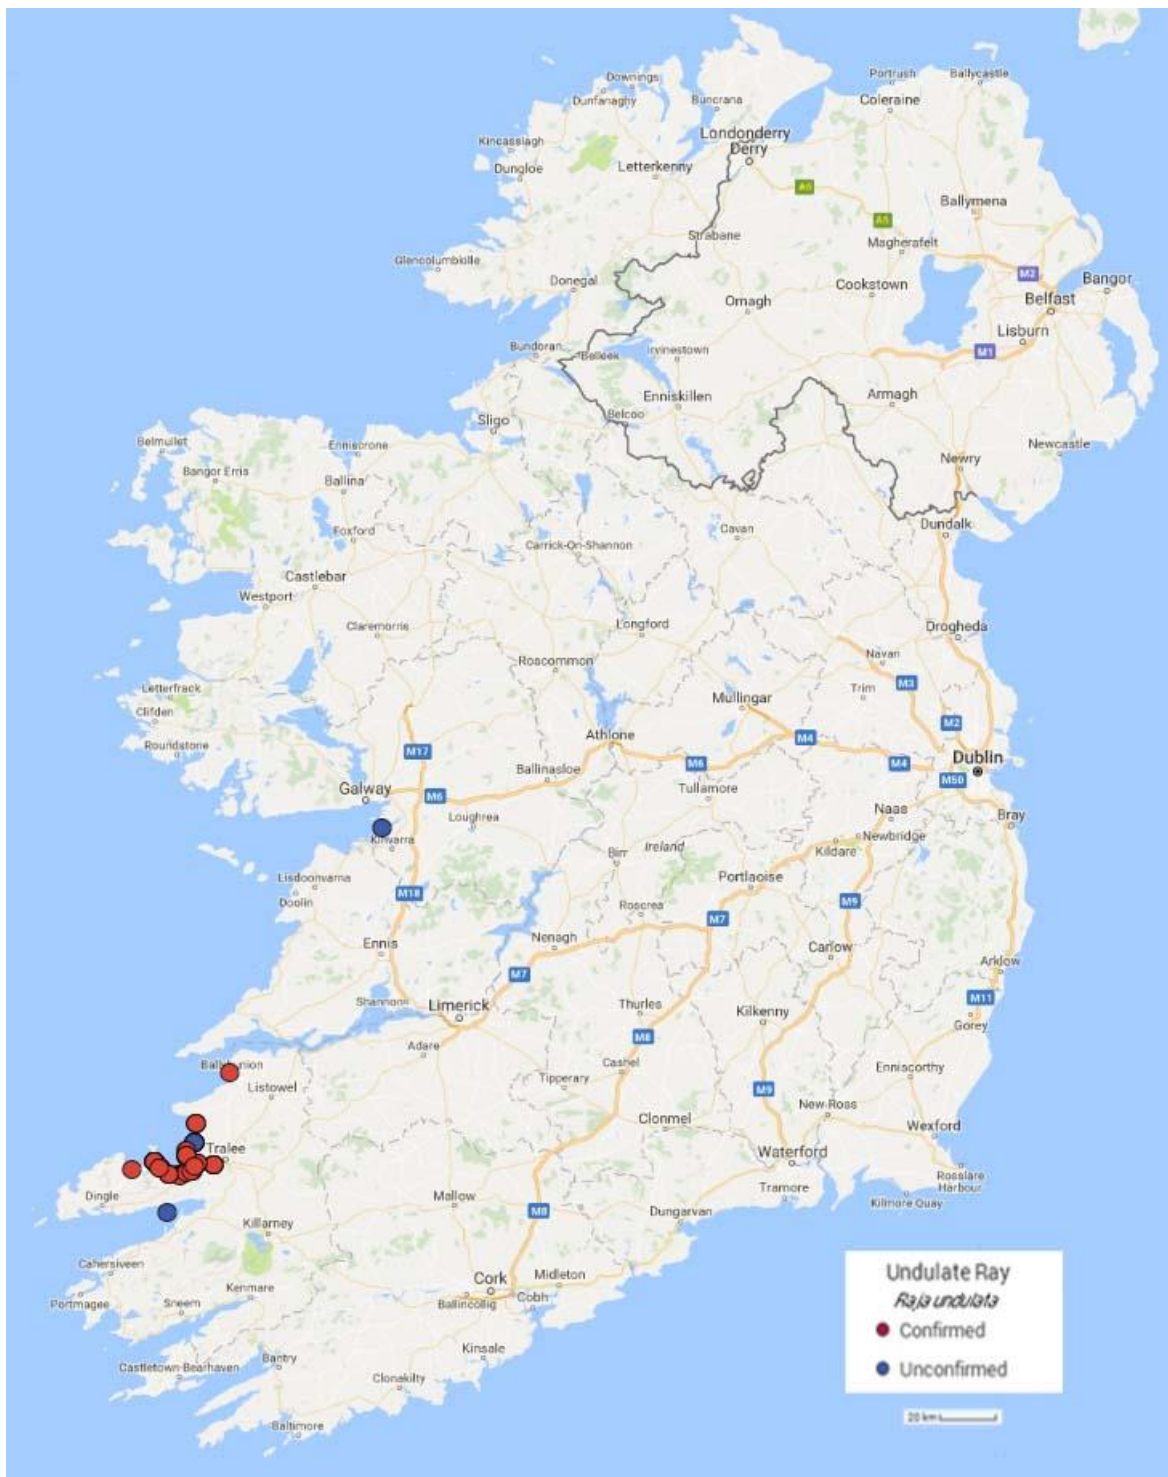 Downings
Portrush
Ballycastle
Dunfanaghy
Buncrana
Coleraine
Londonderry
Derry
Kincasslagh
Dungloe
Letterkenny
A6
Ballymena
A6
Strabane
Magherafelt
Glencolumbkille
Donegal
M2
Bangor
Cookstown
Omagh
Belfast
Lisburn
Bundoran
Belleek
Irvinestown
M1
Enniskillen
Armagh
Belcoo
Sligo
Belmullet
Enniscrone
Newcastle
Newry
Bangor Erris
Ballina
Foxford
Cavan
Dundalk
Carrick-On-Shannon
Castlebar
Westport
Claremorris
Longford
Drogheda
Roscommon
Navan
Letterfrack
Trim
M3
Clifden
Mullingar
M2
Roundstone
M17
Athlone
M4
Dublin
M6
M4
Ballinasloe
M50
Galway
M6
Tullamore
Loughrea
Naas
Bray
Kinvarra
Newbridge
Birr
Ireland
Kildare
Lisdoonvarna
Portlaoise
M18
Doolin
Roscrea
M9
M7
Ennis
Nenagh
Carlow
Arklow
M7
Shannon
Limerick
Thurles
Kilkenny
M11
Gorey
M8
Adare
Cashel
Enniscorthy
Tipperary
Listowel
M9
New Ross
Clonmel
Wexford
Tralee
Waterford
Rosslare
Harbour
Tramore
Kilmore Quay
Dingle
Mallow
M8
Dungarvan
Killarney
Cahersiveen
Midleton
Cork
Kenmare
Cobh
Portmagee
Sneem
Ballincollig
Kinsale
Bantry
Castletown-Bearhaven
Clonakilty
Baltimore
Undulate Ray
Raja undulata
Confirmed
Unconfirmed
20 km